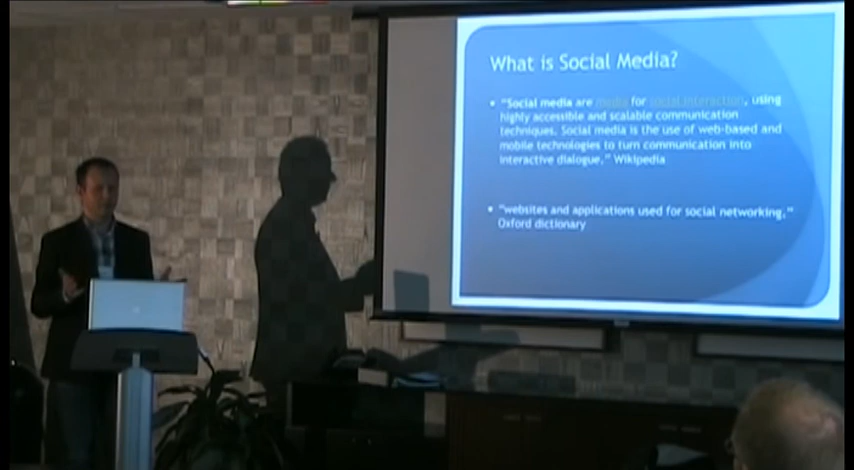 What is Social Media?
"Social media are media for social interaction, using
highly accessible and scalable communication
techniques. Social media is the use of web-based and
mobile technologies to turn communication into
interactive dialogue," Wikipedia
"websites and applications used for social networking,"
Oxford dictionary